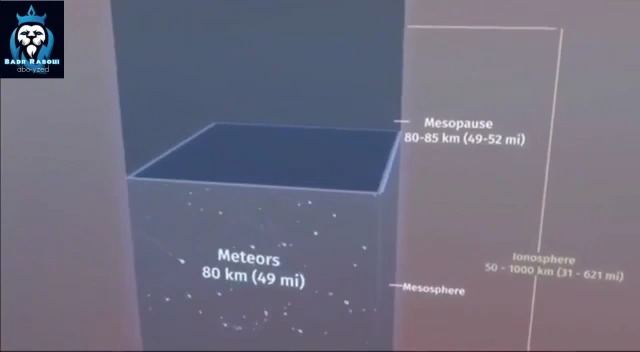 BADR RASOUI
abo-yzed
Mesopause
80-85 km (49-52 mi)
Meteors
80 km (49 mi)
Ionosphere
50 - 1000 km (31 - 621 mi)
Mesosphere